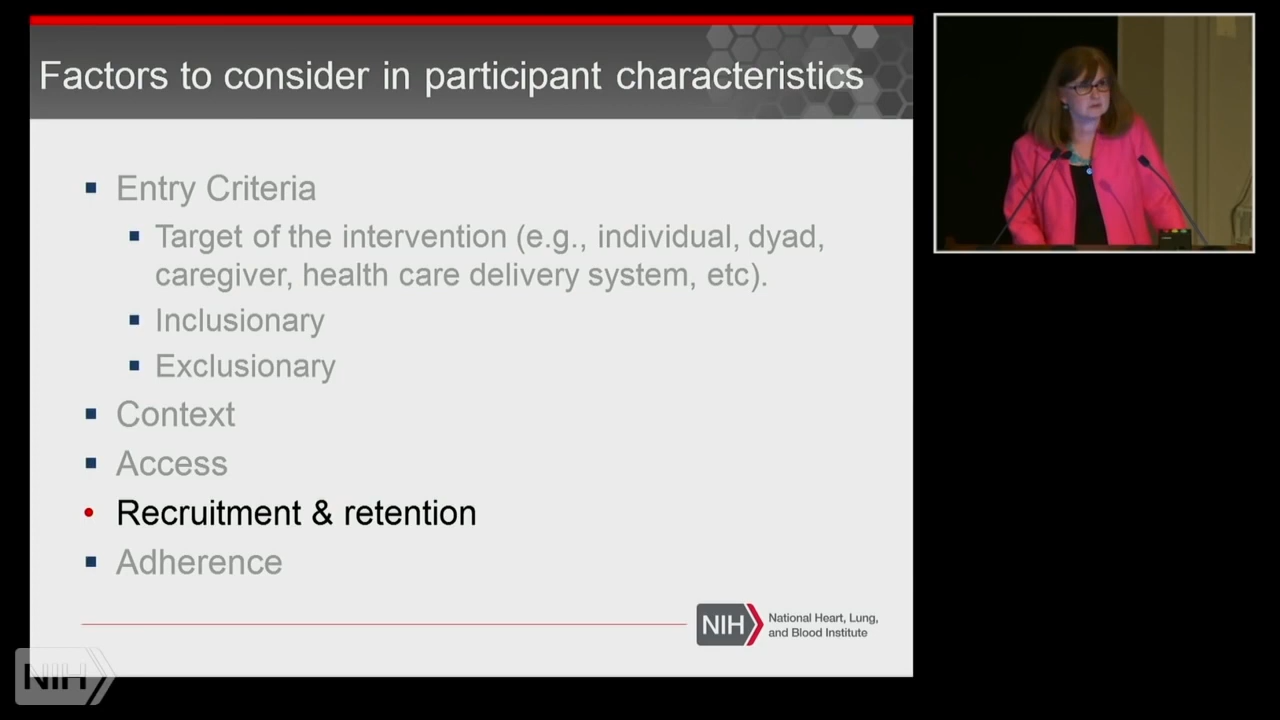 Factors to consider in participant characteristics
Entry Criteria
Target of the intervention (e.g., individual, dyad,
caregiver, health care delivery system, etc).
Inclusionary
Exclusionary
Context
Access
Recruitment & retention
Adherence
NIH
National Heart, Lung,
and Blood Institute
NIH